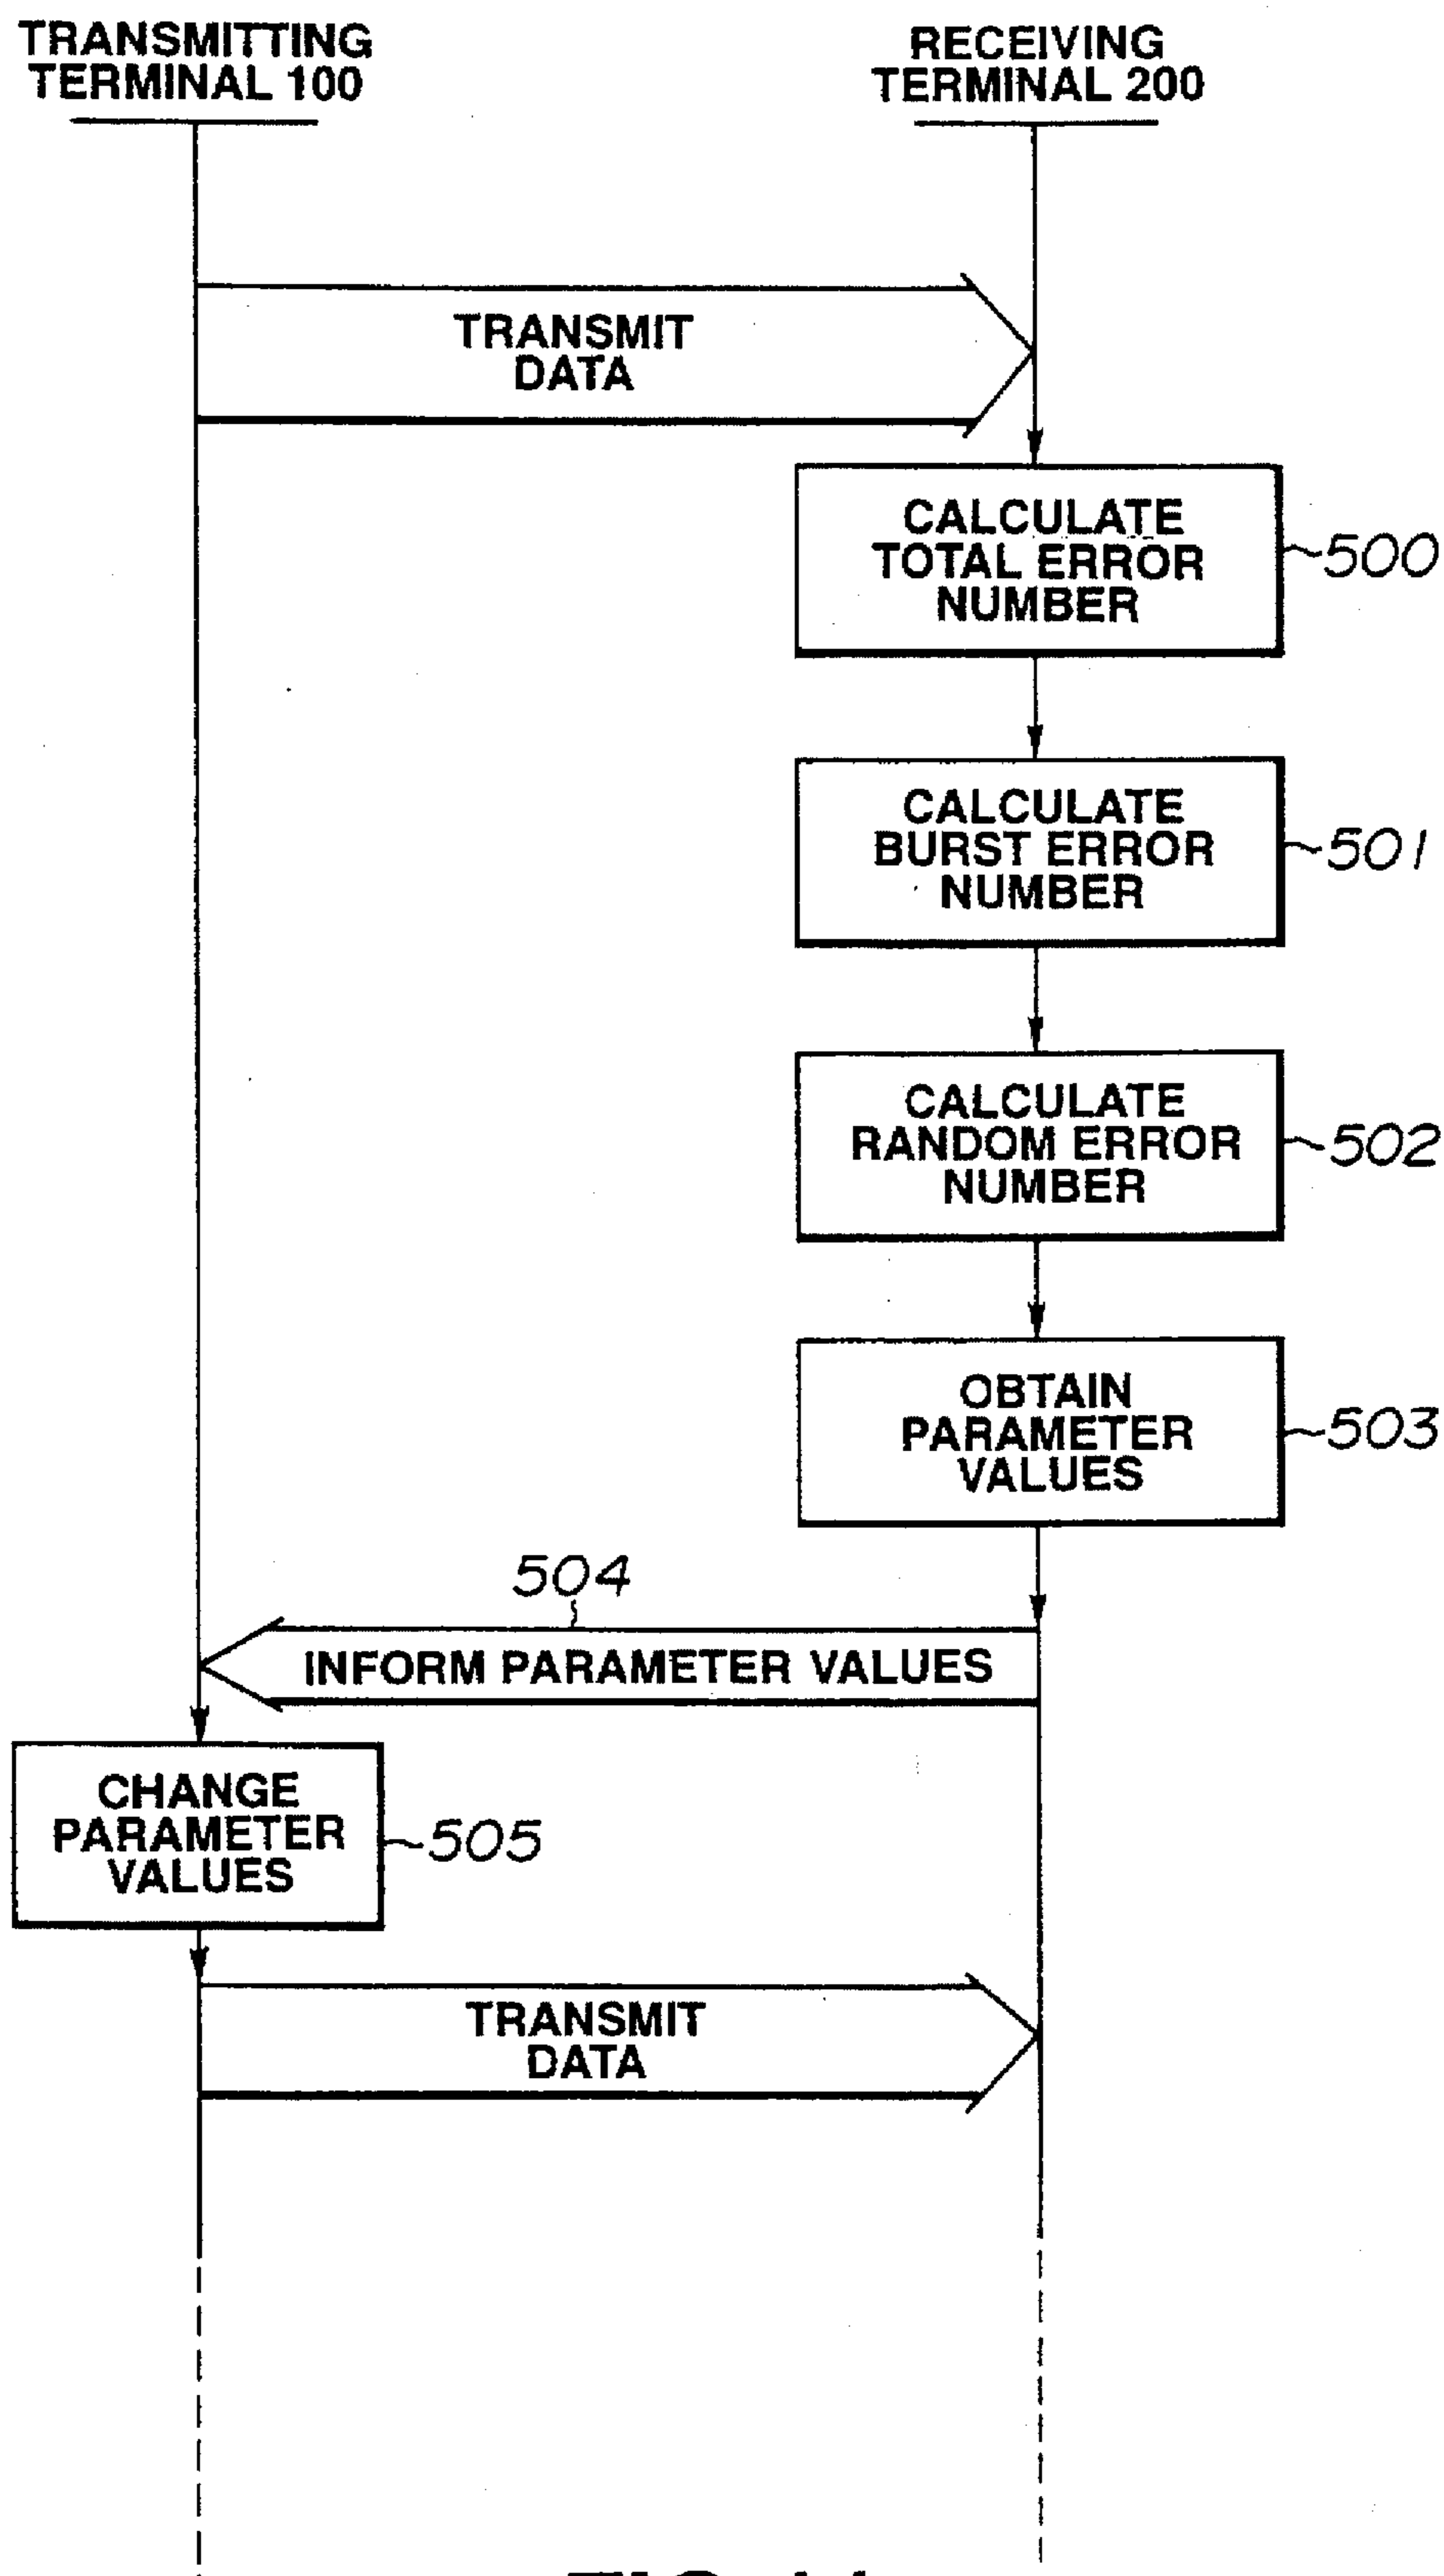 TRANSMITTING
TERMINAL 100
RECEIVING
TERMINAL 200
TRANSMIT
DATA
CALCULATE
TOTAL ERROR
NUMBER
500
CALCULATE
BURST ERROR
NUMBER
501
CALCULATE
RANDOM ERROR
NUMBER
502
OBTAIN
PARAMETER
VALUES
503
504
INFORM PARAMETER VALUES
CHANGE
PARAMETER
VALUES
505
TRANSMIT
DATA